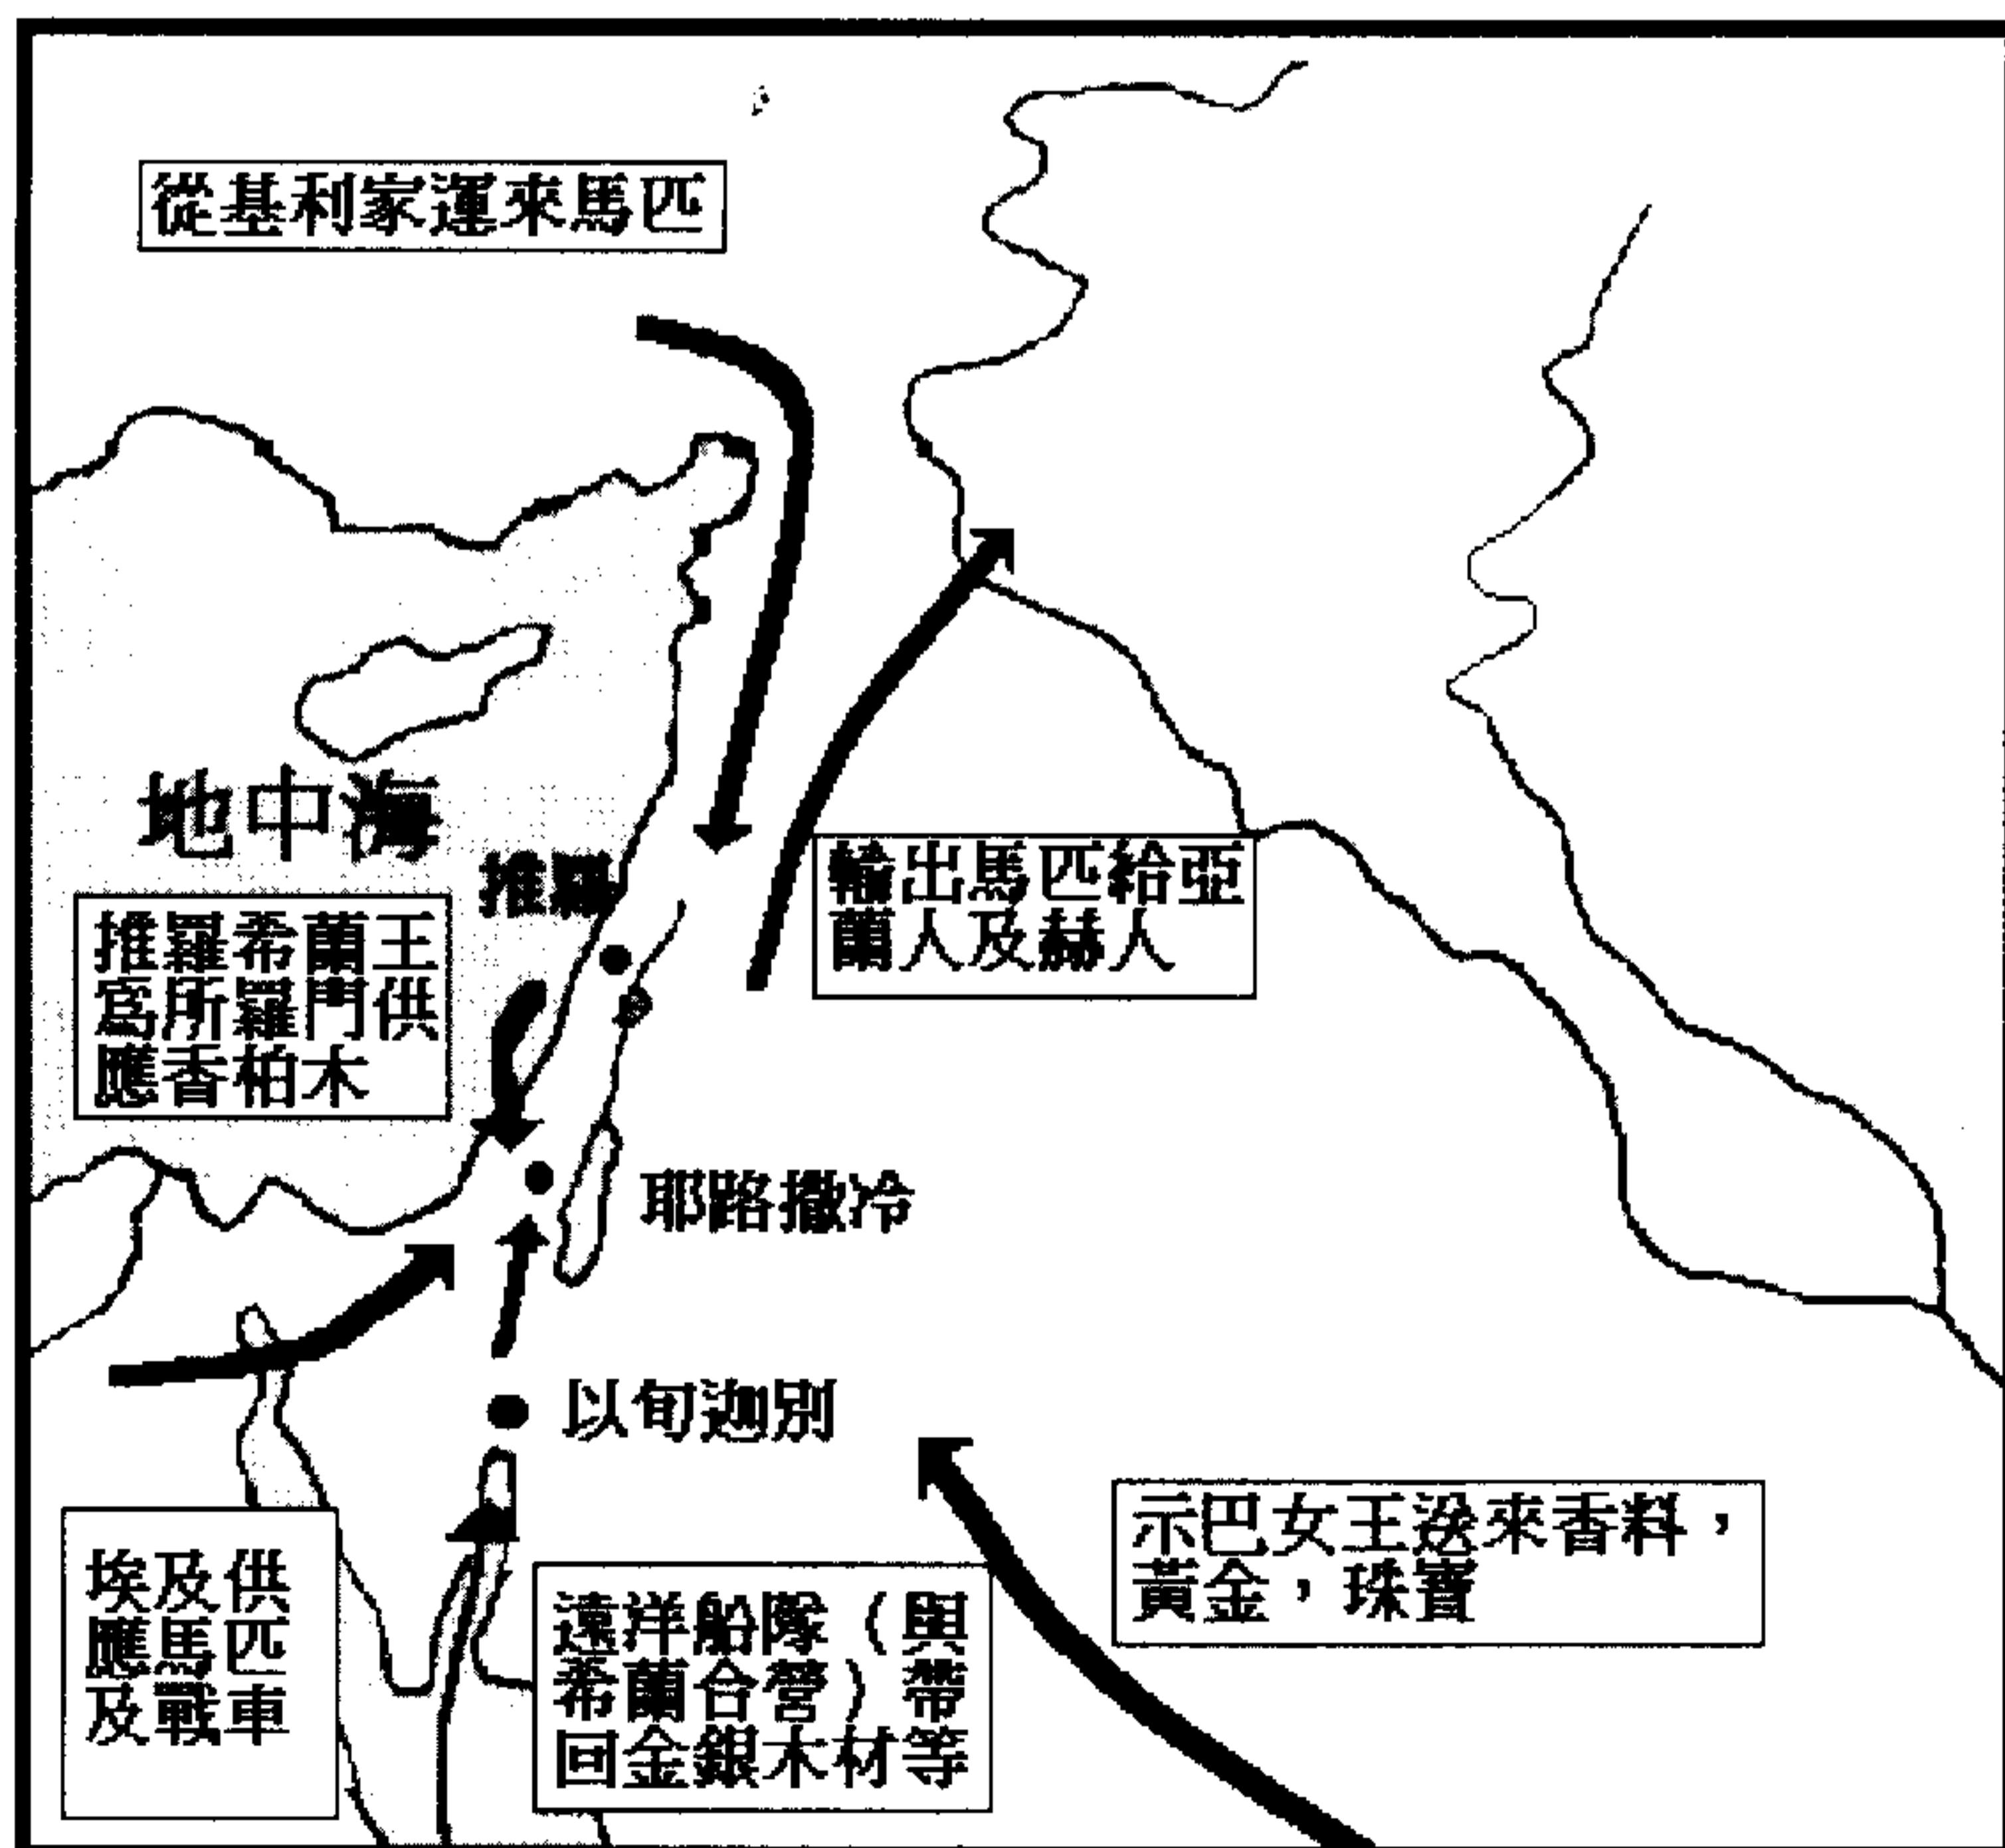 從基利家運來馬匹
地中海
推羅
推羅希蘭王
爲所羅門供
應香柏木
輸出馬匹給亞
蘭人及赫人
耶路撒冷
以旬迦別
示巴女王送來香料，
黃金，珠寶
埃及供
應馬匹
及戰車
遠洋船隊（與
希蘭合營）帶
回金銀木材等